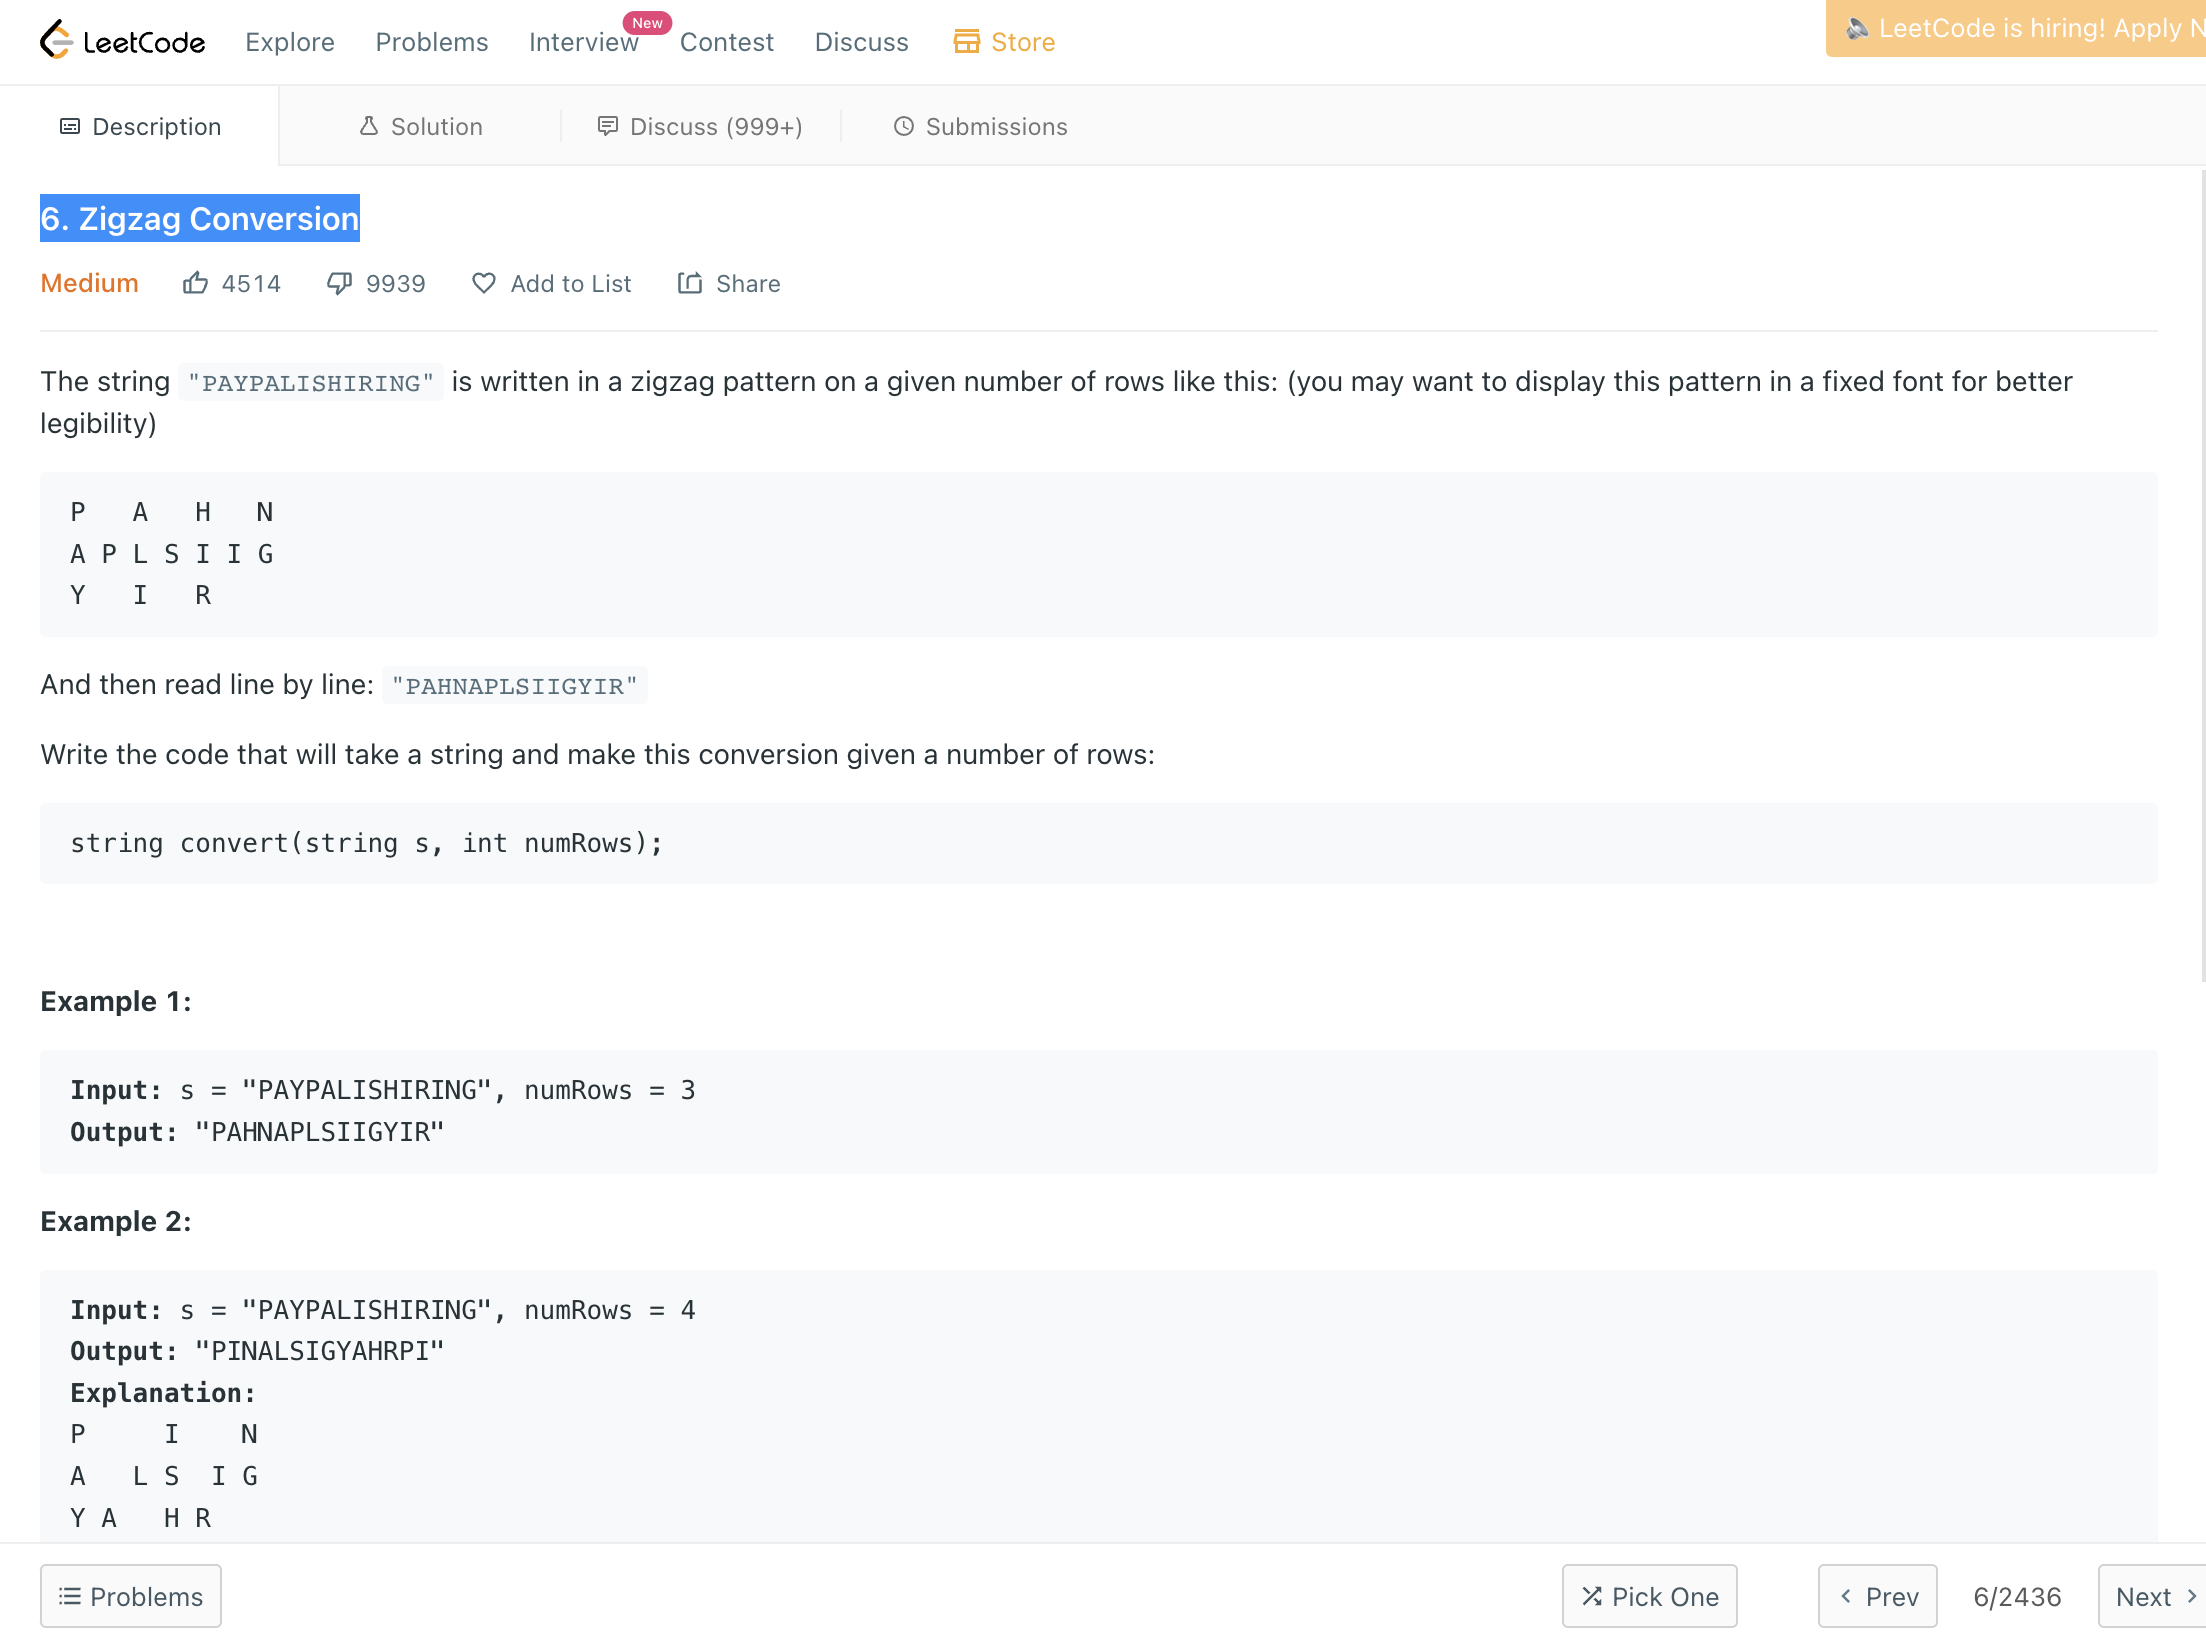 LeetCode Explore Problems Interview New Contest Discuss Store LeetCode is hiring! Apply N
Description Solution Discuss (999+) Submissions
6. Zigzag Conversion
Medium 4514 9939 Add to List Share
The string "PAYPALISHIRING" is written in a zigzag pattern on a given number of rows like this: (you may want to display this pattern in a fixed font for better
legibility)
P   A   H   N
A P L S I I G
Y   I   R
And then read line by line: "PAHNAPLSIIGYIR"
Write the code that will take a string and make this conversion given a number of rows:
string convert(string s, int numRows);
Example 1:
Input: s = "PAYPALISHIRING", numRows = 3
Output: "PAHNAPLSIIGYIR"
Example 2:
Input: s = "PAYPALISHIRING", numRows = 4
Output: "PINALSIGYAHRPI"
Explanation:
P     I    N
A   L S  I G
Y A   H R
Problems Pick One Prev 6/2436 Next